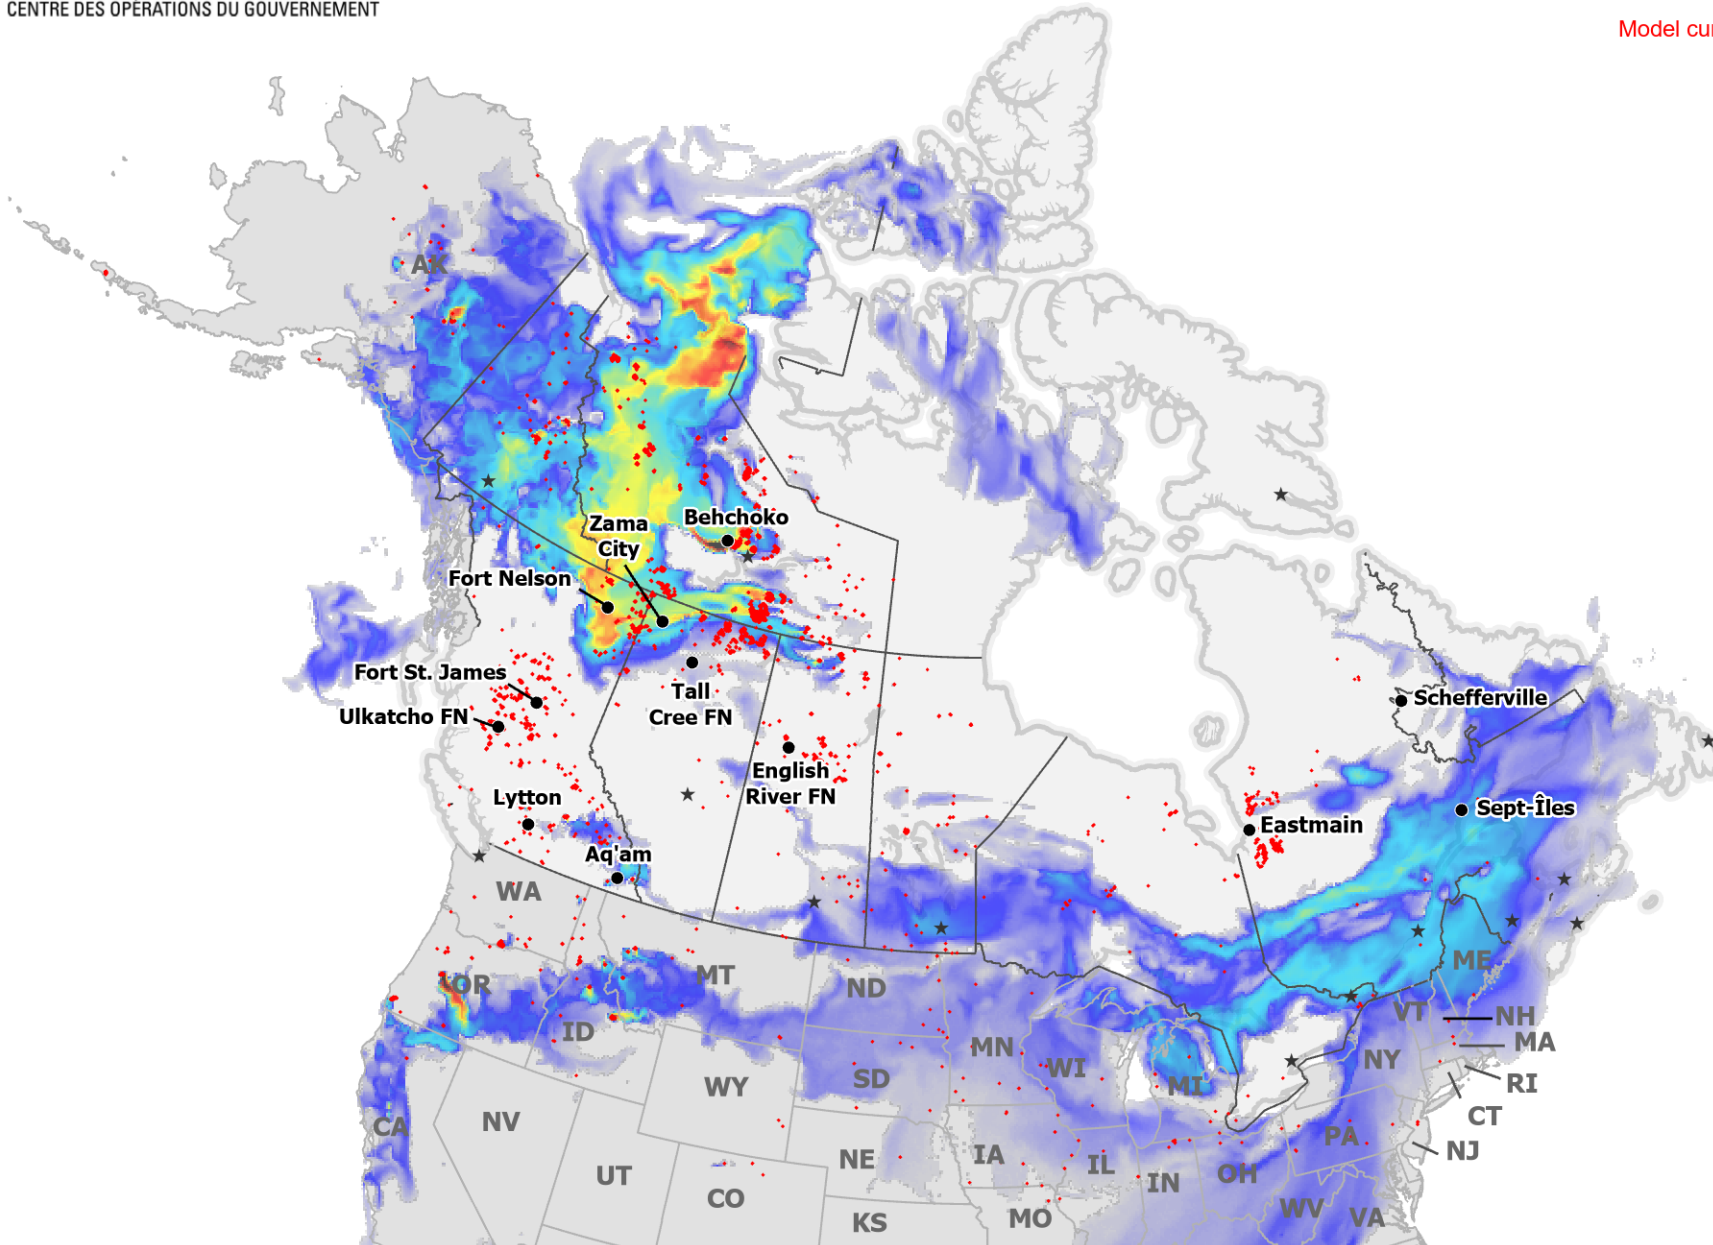 CENTRE DES OPÉRATIONS DU GOUVERNEMENT
Model cur
AK
Zama
City
Behchoko
Fort Nelson
Fort St. James
Ulkatcho FN
Tall
Cree FN
English
River FN
Lytton
Aq'am
Schefferville
Sept-Îles
Eastmain
WA
OR
MT
ID
ND
ME
VT
NH
MA
NY
RI
CT
MN
WI
MI
SD
WY
NV
CA
PA
NJ
NE
IA
IL
IN
OH
UT
CO
KS
MO
WV
VA